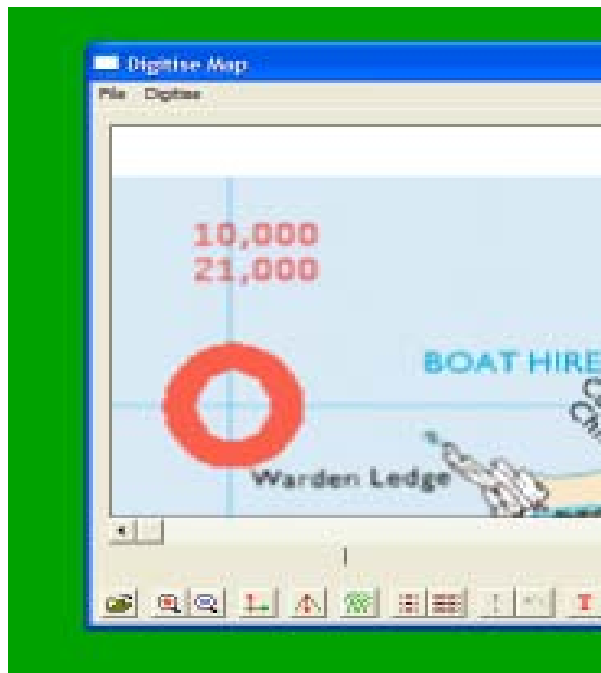 Digitise Map
File Digitise
10,000
21,000
BOAT HIRE
Warden Ledge
T